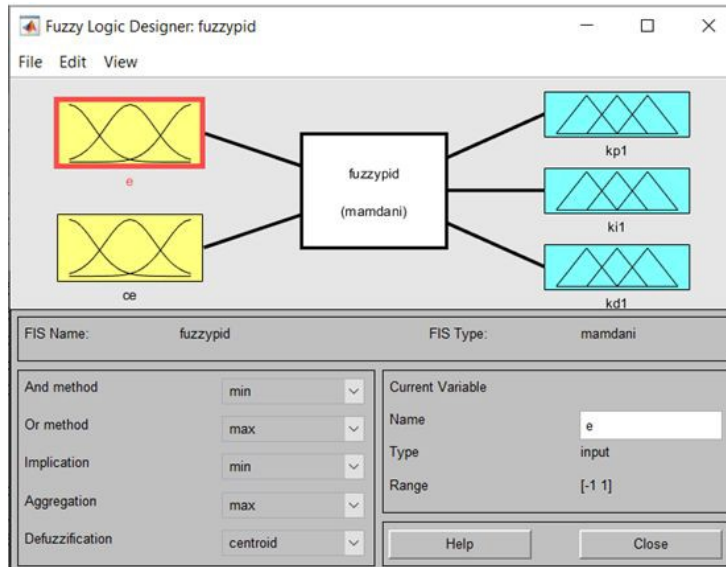 Fuzzy Logic Designer: fuzzypid
File Edit View
e
ce
fuzzypid
(mamdani)
kp1
ki1
kd1
FIS Name: fuzzypid FIS Type: mamdani
And method min
Or method max
Implication min
Aggregation max
Defuzzification centroid
Current Variable
Name e
Type input
Range [-1 1]
Help Close